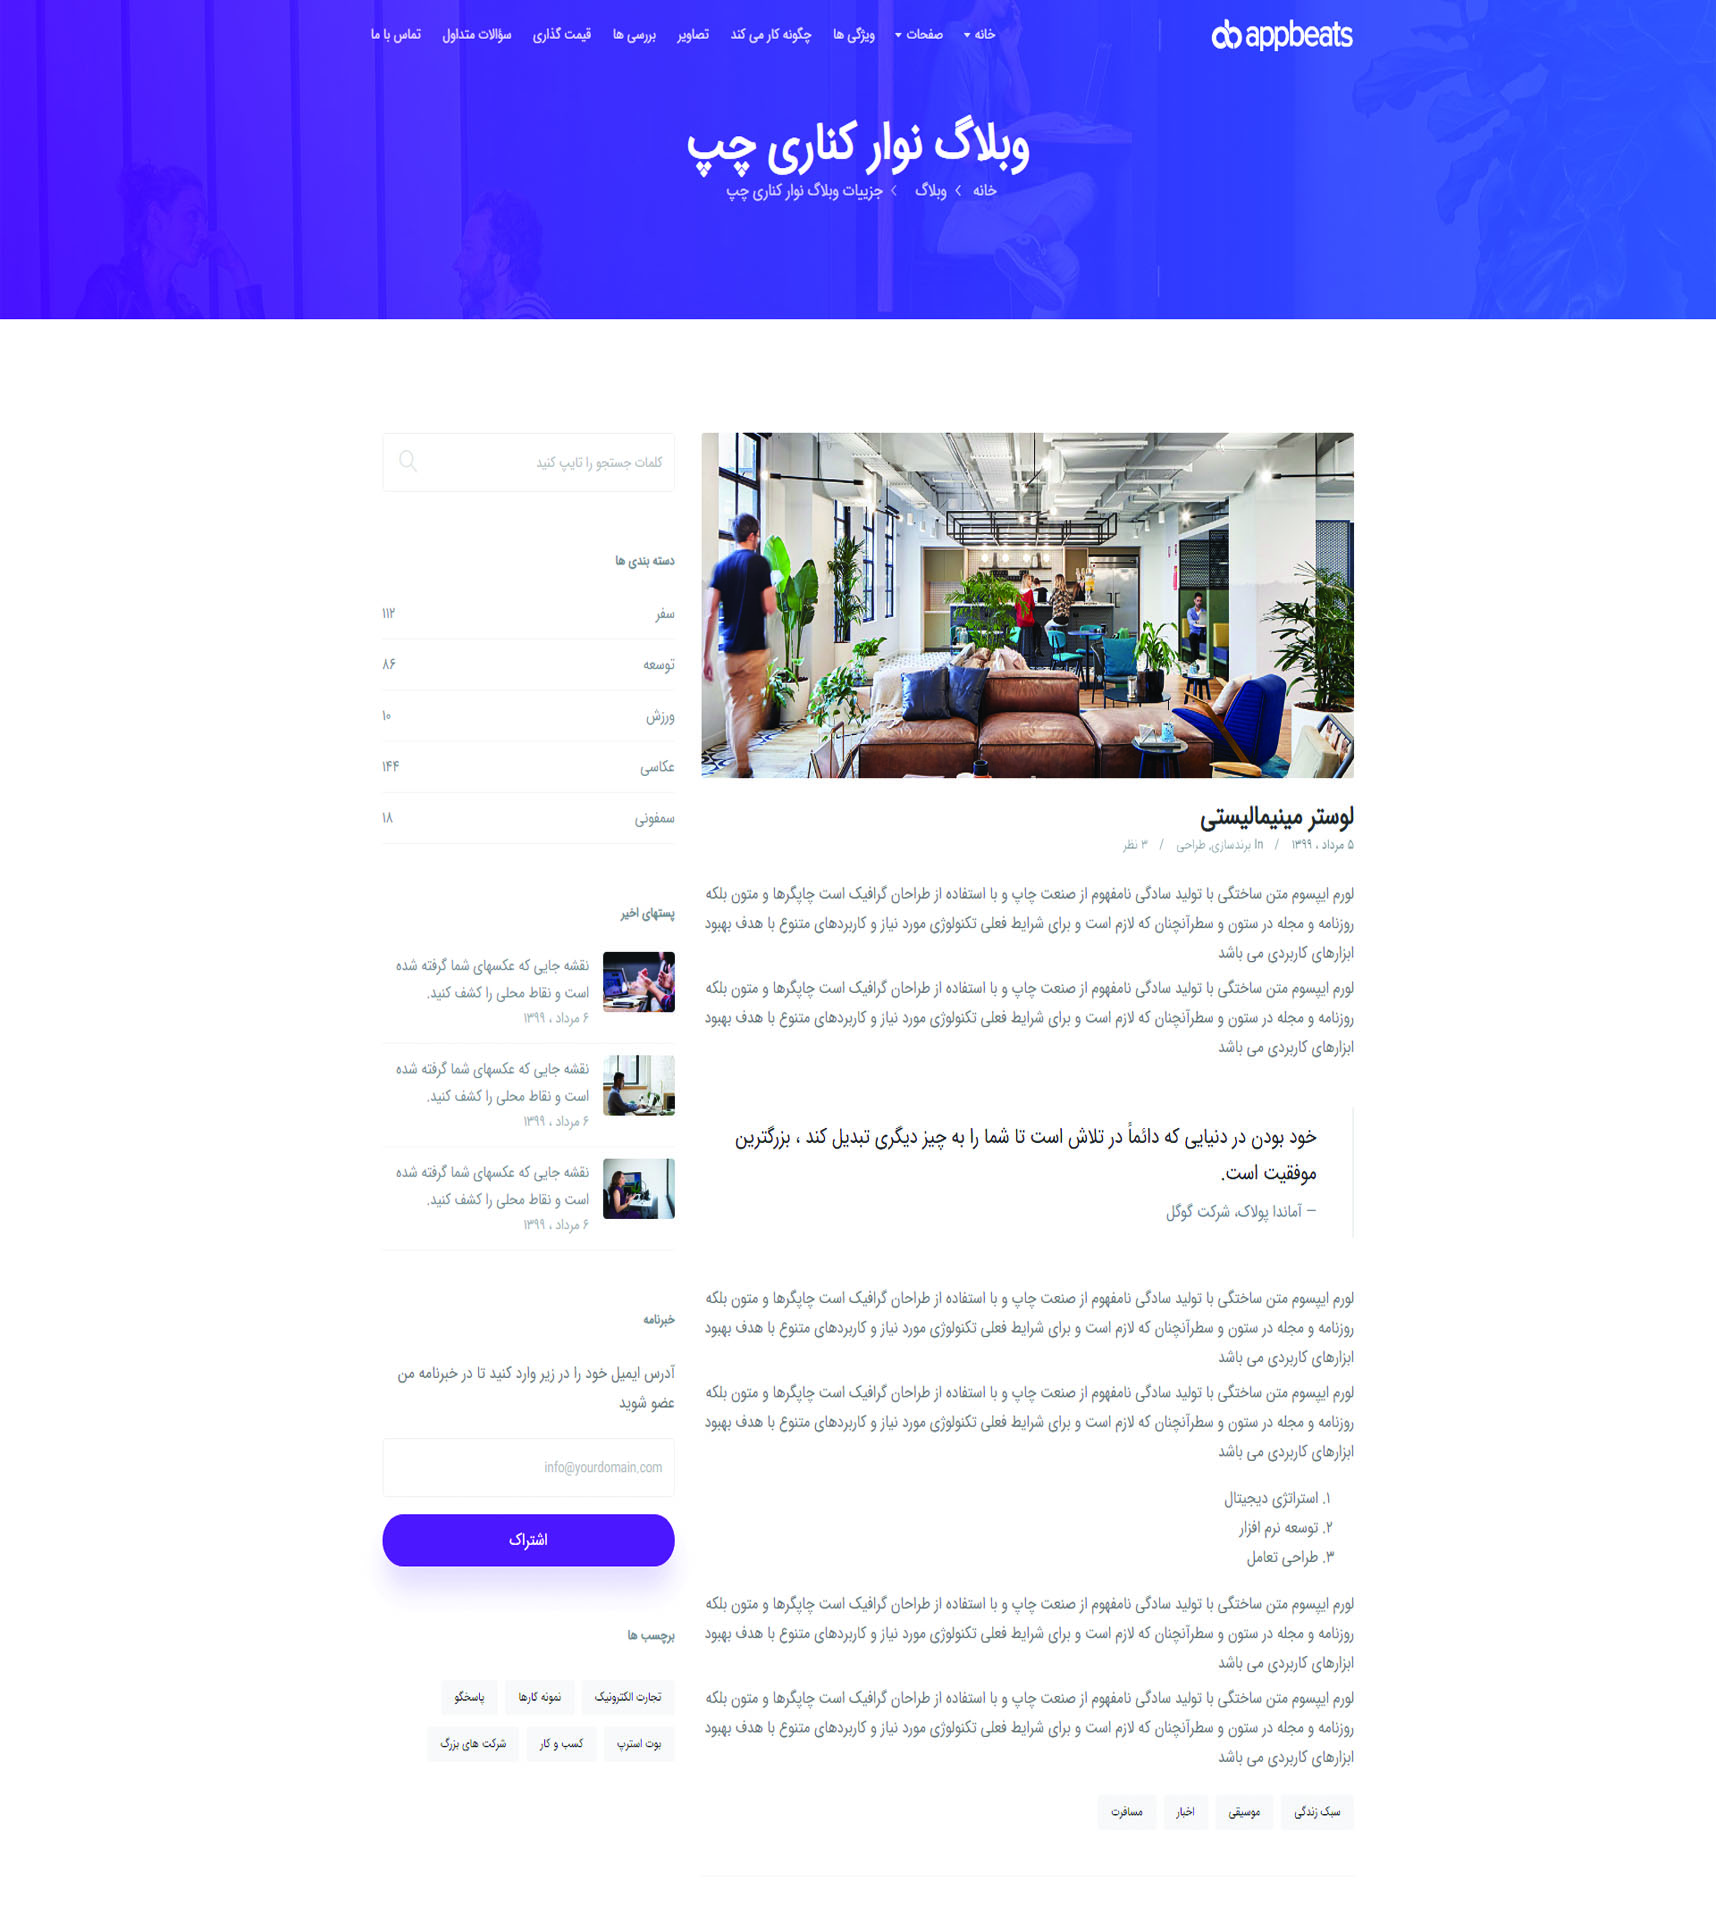 appbeats
خانه
صفحات
ویژگی ها
چگونه کار می کند
تصاویر
بررسی ها
قیمت گذاری
سؤالات متداول
تماس با ما
وبلاگ نوار کناری چپ
خانه › وبلاگ › جزییات وبلاگ نوار کناری چپ
لوستر مینیمالیستی
۵ مرداد ، ۱۳۹۹ / In برندسازی, طراحی / ۳ نظر
لورم ایپسوم متن ساختگی با تولید سادگی نامفهوم از صنعت چاپ و با استفاده از طراحان گرافیک است چاپگرها و متون بلکه
روزنامه و مجله در ستون و سطرآنچنان که لازم است و برای شرایط فعلی تکنولوژی مورد نیاز و کاربردهای متنوع با هدف بهبود
ابزارهای کاربردی می باشد
لورم ایپسوم متن ساختگی با تولید سادگی نامفهوم از صنعت چاپ و با استفاده از طراحان گرافیک است چاپگرها و متون بلکه
روزنامه و مجله در ستون و سطرآنچنان که لازم است و برای شرایط فعلی تکنولوژی مورد نیاز و کاربردهای متنوع با هدف بهبود
ابزارهای کاربردی می باشد
خود بودن در دنیایی که دائماً در تلاش است تا شما را به چیز دیگری تبدیل کند ، بزرگترین
موفقیت است.
— آماندا پولاک، شرکت گوگل
لورم ایپسوم متن ساختگی با تولید سادگی نامفهوم از صنعت چاپ و با استفاده از طراحان گرافیک است چاپگرها و متون بلکه
روزنامه و مجله در ستون و سطرآنچنان که لازم است و برای شرایط فعلی تکنولوژی مورد نیاز و کاربردهای متنوع با هدف بهبود
ابزارهای کاربردی می باشد
لورم ایپسوم متن ساختگی با تولید سادگی نامفهوم از صنعت چاپ و با استفاده از طراحان گرافیک است چاپگرها و متون بلکه
روزنامه و مجله در ستون و سطرآنچنان که لازم است و برای شرایط فعلی تکنولوژی مورد نیاز و کاربردهای متنوع با هدف بهبود
ابزارهای کاربردی می باشد
۱. استراتژی دیجیتال
۲. توسعه نرم افزار
۳. طراحی تعامل
لورم ایپسوم متن ساختگی با تولید سادگی نامفهوم از صنعت چاپ و با استفاده از طراحان گرافیک است چاپگرها و متون بلکه
روزنامه و مجله در ستون و سطرآنچنان که لازم است و برای شرایط فعلی تکنولوژی مورد نیاز و کاربردهای متنوع با هدف بهبود
ابزارهای کاربردی می باشد
لورم ایپسوم متن ساختگی با تولید سادگی نامفهوم از صنعت چاپ و با استفاده از طراحان گرافیک است چاپگرها و متون بلکه
روزنامه و مجله در ستون و سطرآنچنان که لازم است و برای شرایط فعلی تکنولوژی مورد نیاز و کاربردهای متنوع با هدف بهبود
ابزارهای کاربردی می باشد
سبک زندگی
موسیقی
اخبار
مسافرت
کلمات جستجو را تایپ کنید
دسته بندی ها
سفر ۱۱۲
توسعه ۸۶
ورزش ۱۰
عکاسی ۱۴۴
سمفونی ۱۸
پستهای اخیر
نقشه جایی که عکسهای شما گرفته شده
است و نقاط محلی را کشف کنید.
۶ مرداد ، ۱۳۹۹
نقشه جایی که عکسهای شما گرفته شده
است و نقاط محلی را کشف کنید.
۶ مرداد ، ۱۳۹۹
نقشه جایی که عکسهای شما گرفته شده
است و نقاط محلی را کشف کنید.
۶ مرداد ، ۱۳۹۹
خبرنامه
آدرس ایمیل خود را در زیر وارد کنید تا در خبرنامه من
عضو شوید
info@yourdomain.com
اشتراک
برچسب ها
تجارت الکترونیک
نمونه کارها
پاسخگو
بوت استرپ
کسب و کار
شرکت های بزرگ